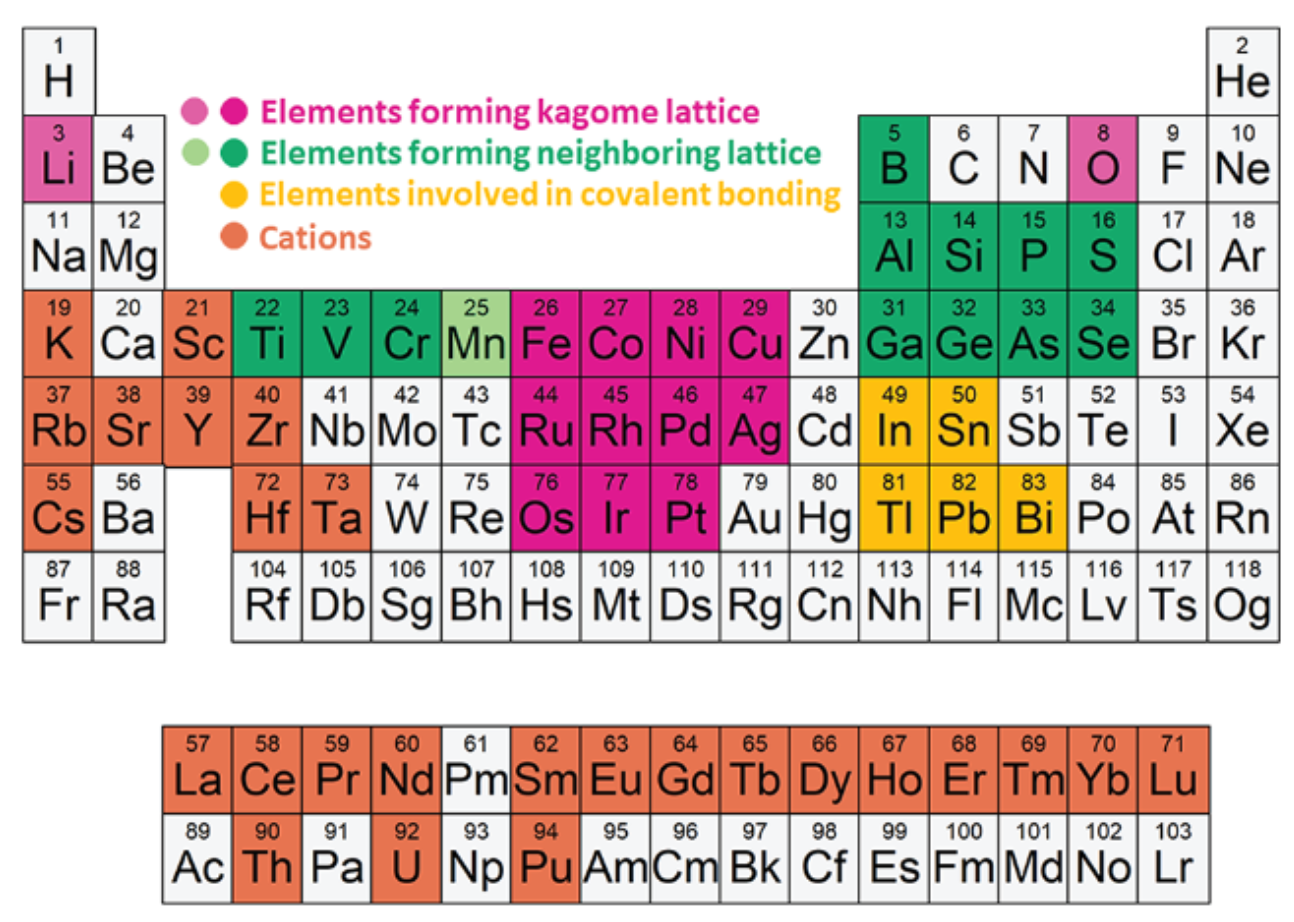 1 2
H He
Elements forming kagome lattice
3 4 5 6 7 8 9 10
Li Be B C N O F Ne
Elements forming neighboring lattice
Elements involved in covalent bonding
11 12 13 14 15 16 17 18
Na Mg Al Si P S Cl Ar
Cations
19 20 21 22 23 24 25 26 27 28 29 30 31 32 33 34 35 36
K Ca Sc Ti V Cr Mn Fe Co Ni Cu Zn Ga Ge As Se Br Kr
37 38 39 40 41 42 43 44 45 46 47 48 49 50 51 52 53 54
Rb Sr Y Zr Nb Mo Tc Ru Rh Pd Ag Cd In Sn Sb Te I Xe
55 56 72 73 74 75 76 77 78 79 80 81 82 83 84 85 86
Cs Ba Hf Ta W Re Os Ir Pt Au Hg Tl Pb Bi Po At Rn
87 88 104 105 106 107 108 109 110 111 112 113 114 115 116 117 118
Fr Ra Rf Db Sg Bh Hs Mt Ds Rg Cn Nh Fl Mc Lv Ts Og
57 58 59 60 61 62 63 64 65 66 67 68 69 70 71
La Ce Pr Nd Pm Sm Eu Gd Tb Dy Ho Er Tm Yb Lu
89 90 91 92 93 94 95 96 97 98 99 100 101 102 103
Ac Th Pa U Np Pu Am Cm Bk Cf Es Fm Md No Lr